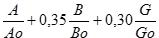 A/Ao + 0,35 B/Bo + 0,30 G/Go